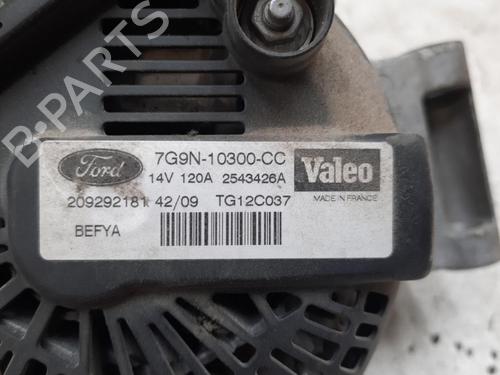 B-PARTS
Ford
7G9N-10300-CC
14V 120A 2543426A
Valeo
MADE IN FRANCE
209292181 42/09 TG12C037
BEFYA